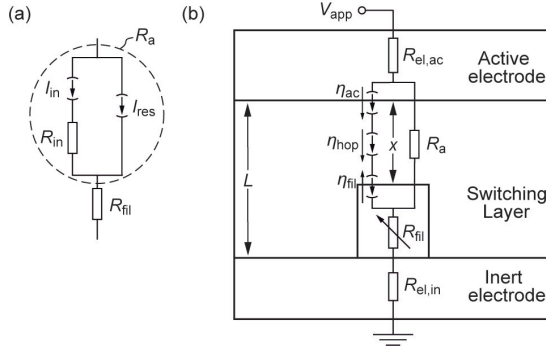 (a)
R_a
I_in
I_res
R_in
R_fil
(b)
V_app
R_el,ac
Active
electrode
η_ac
η_hop
x
R_a
L
η_fil
Switching
Layer
R_fil
R_el,in
Inert
electrode